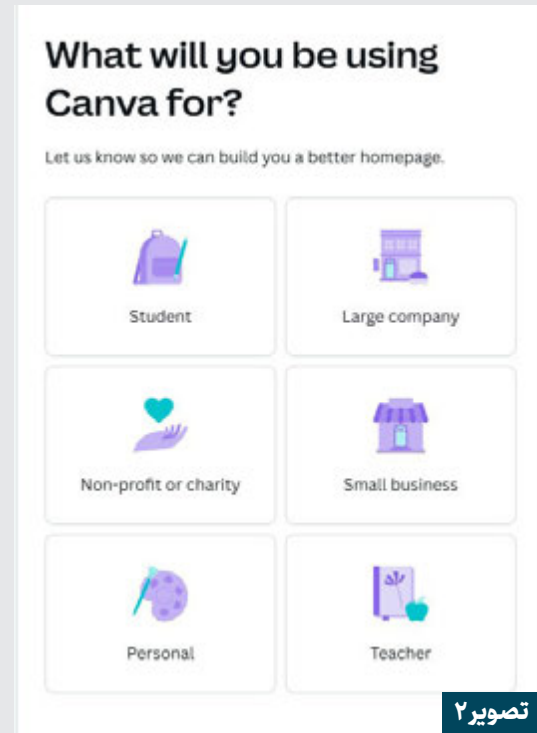 What will you be using
Canva for?
Let us know so we can build you a better homepage.
Student
Large company
Non-profit or charity
Small business
Personal
Teacher
تصویر۲